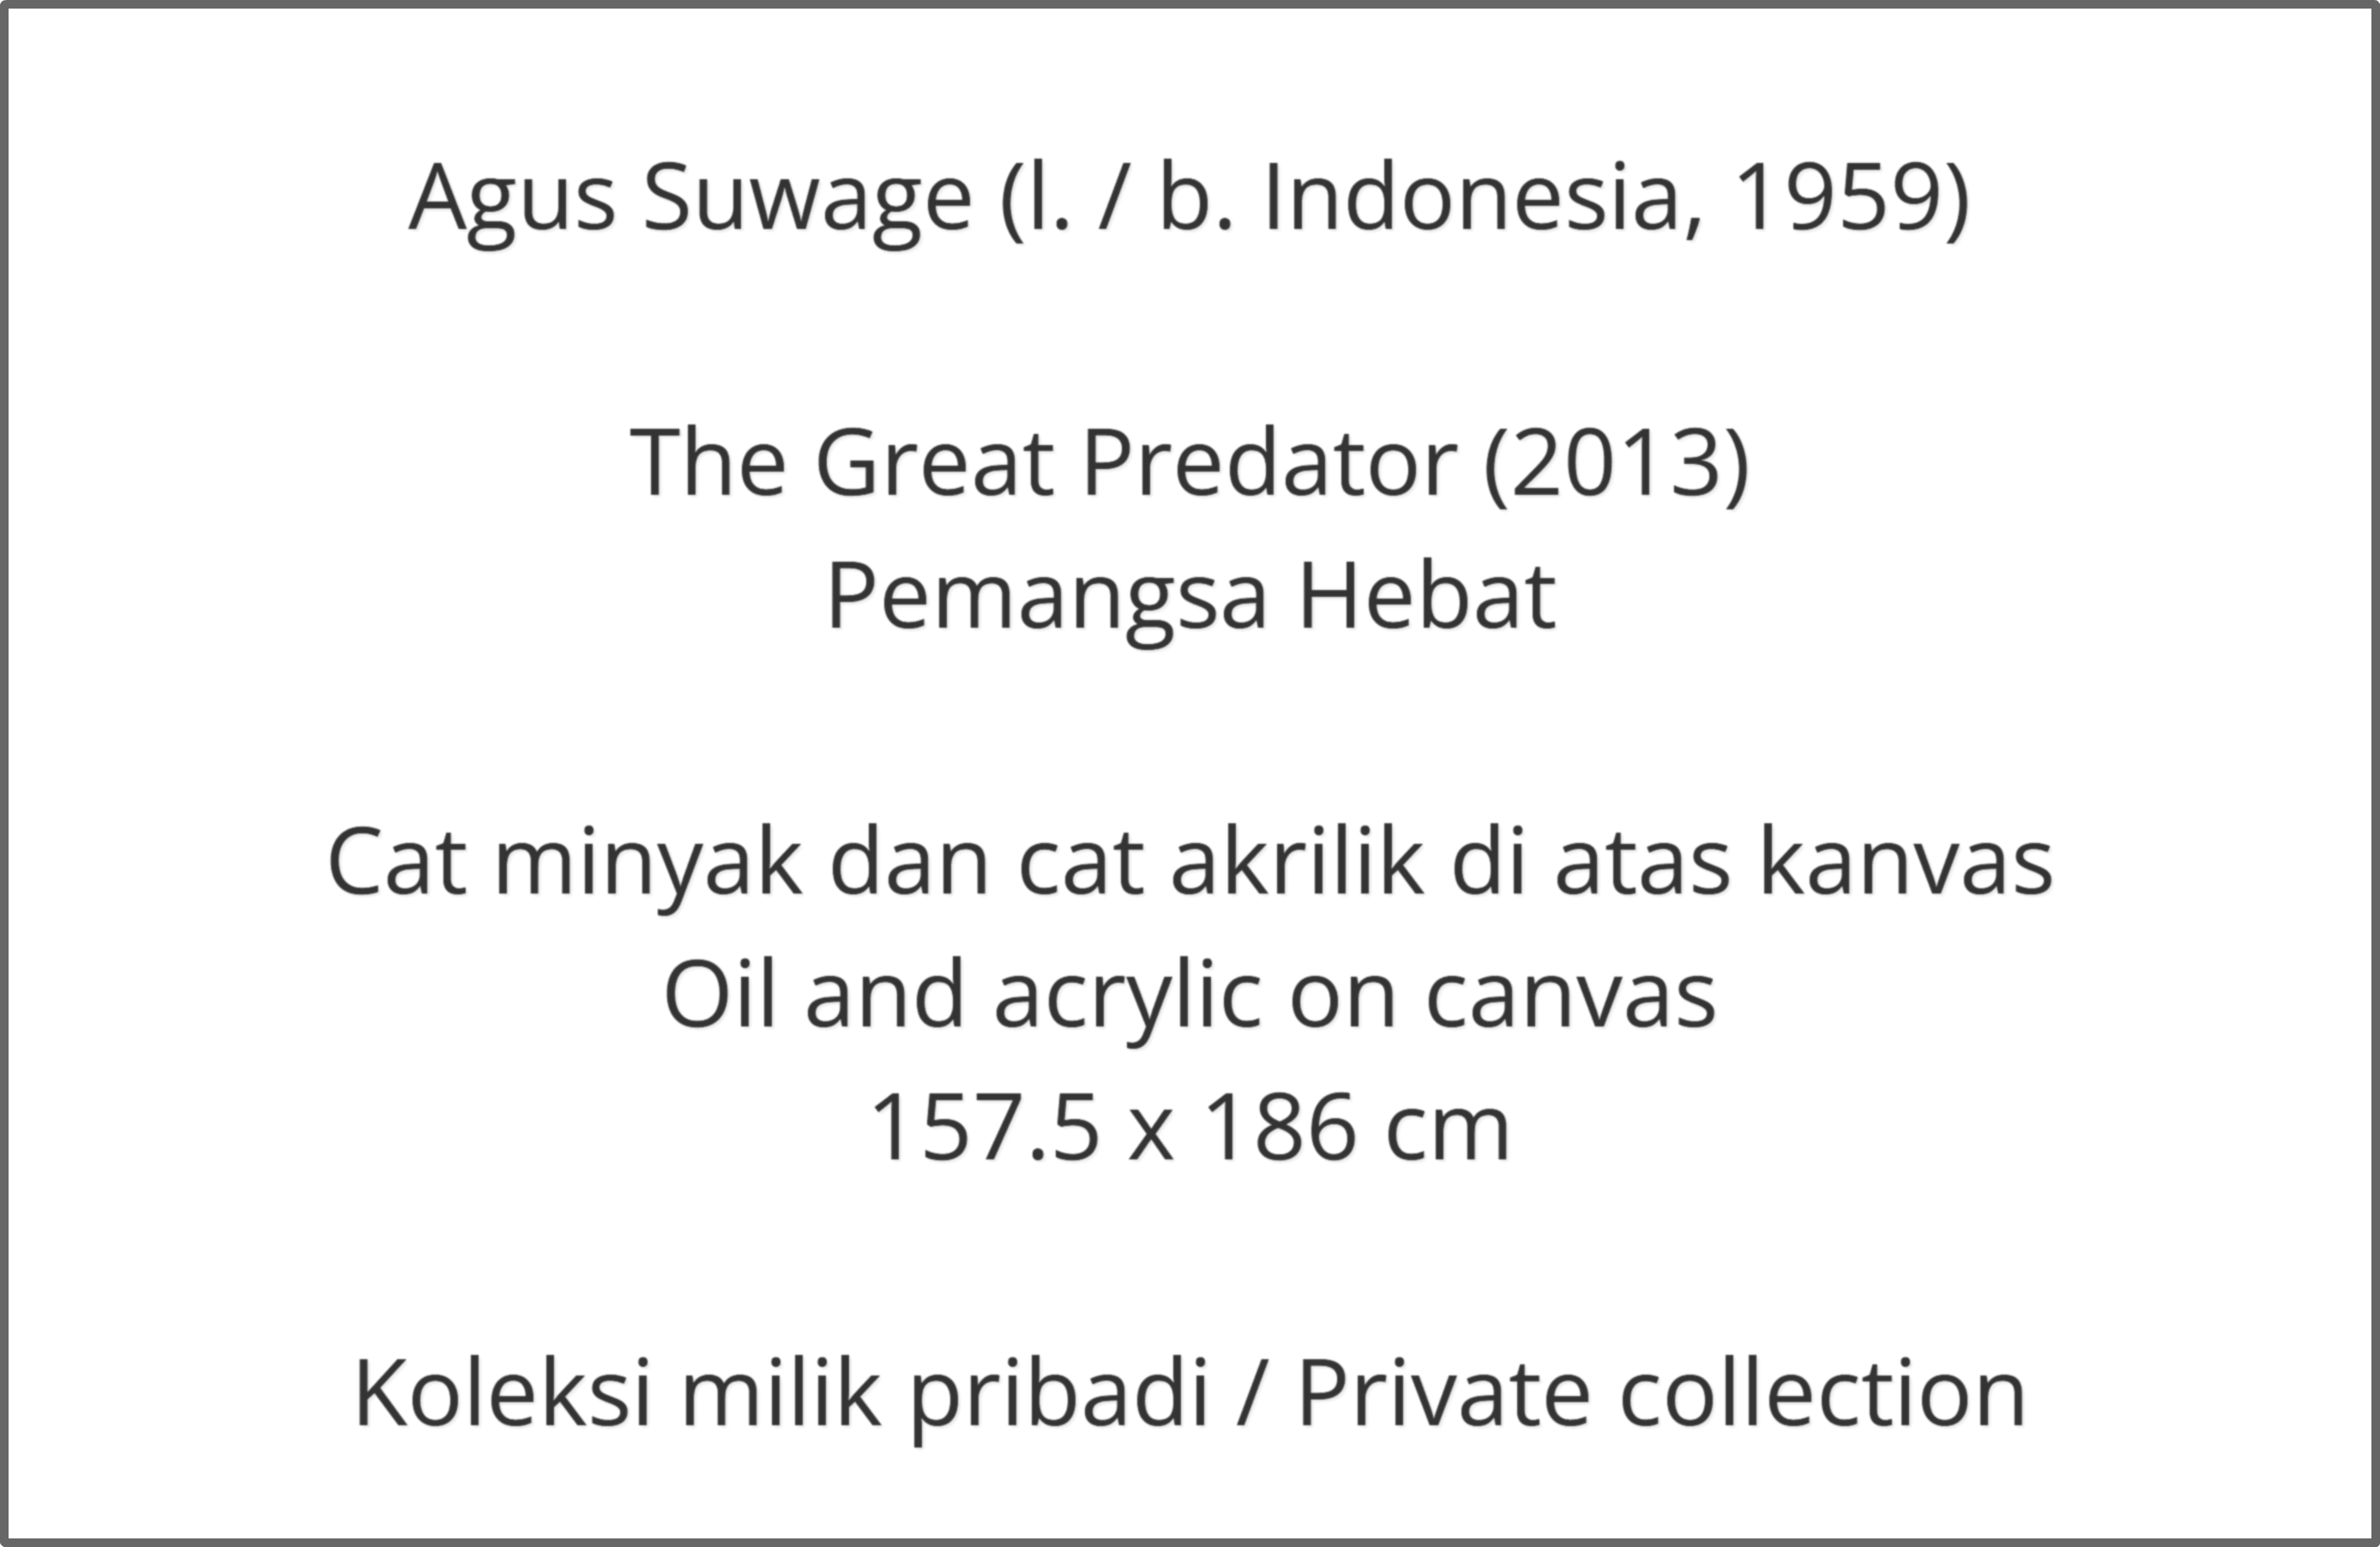 Agus Suwage (l. / b. Indonesia, 1959)
The Great Predator (2013)
Pemangsa Hebat
Cat minyak dan cat akrilik di atas kanvas
Oil and acrylic on canvas
157.5 x 186 cm
Koleksi milik pribadi / Private collection